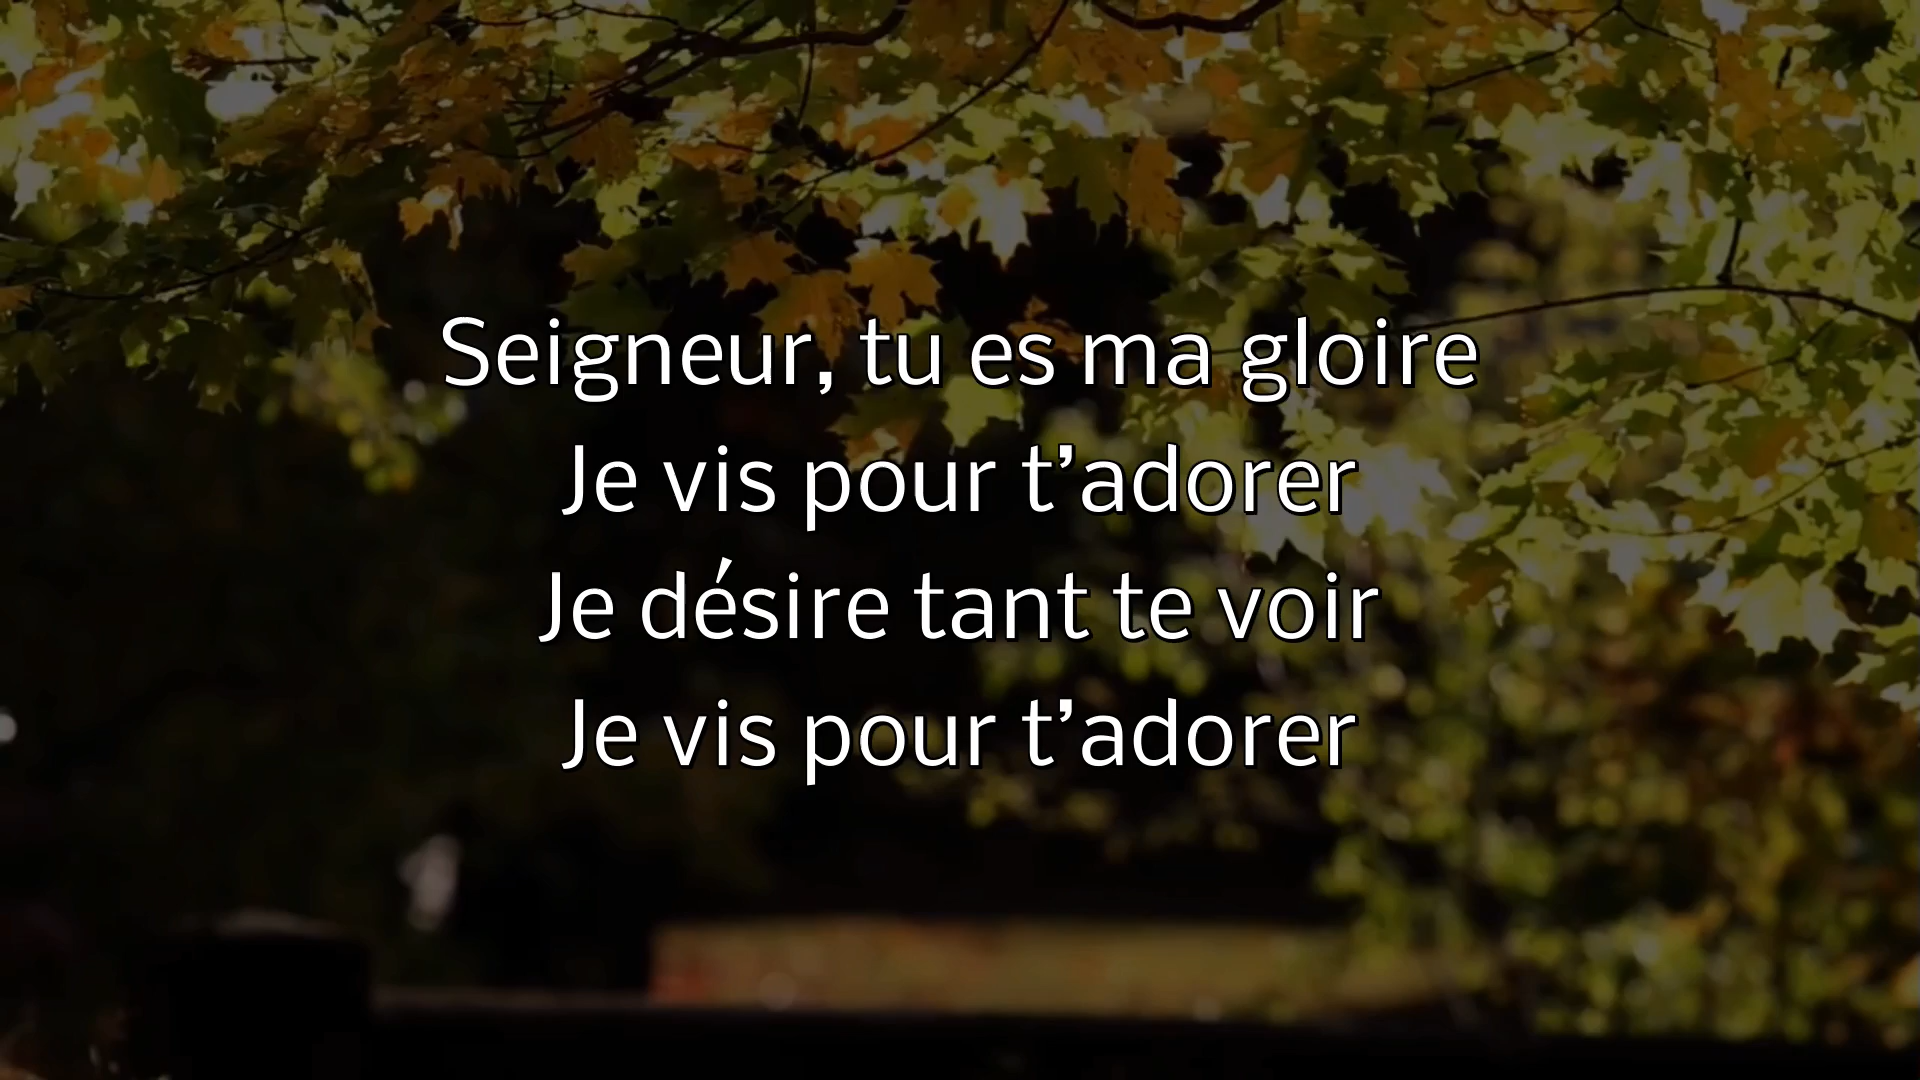 Seigneur, tu es ma gloire
Je vis pour t’adorer
Je désire tant te voir
Je vis pour t’adorer